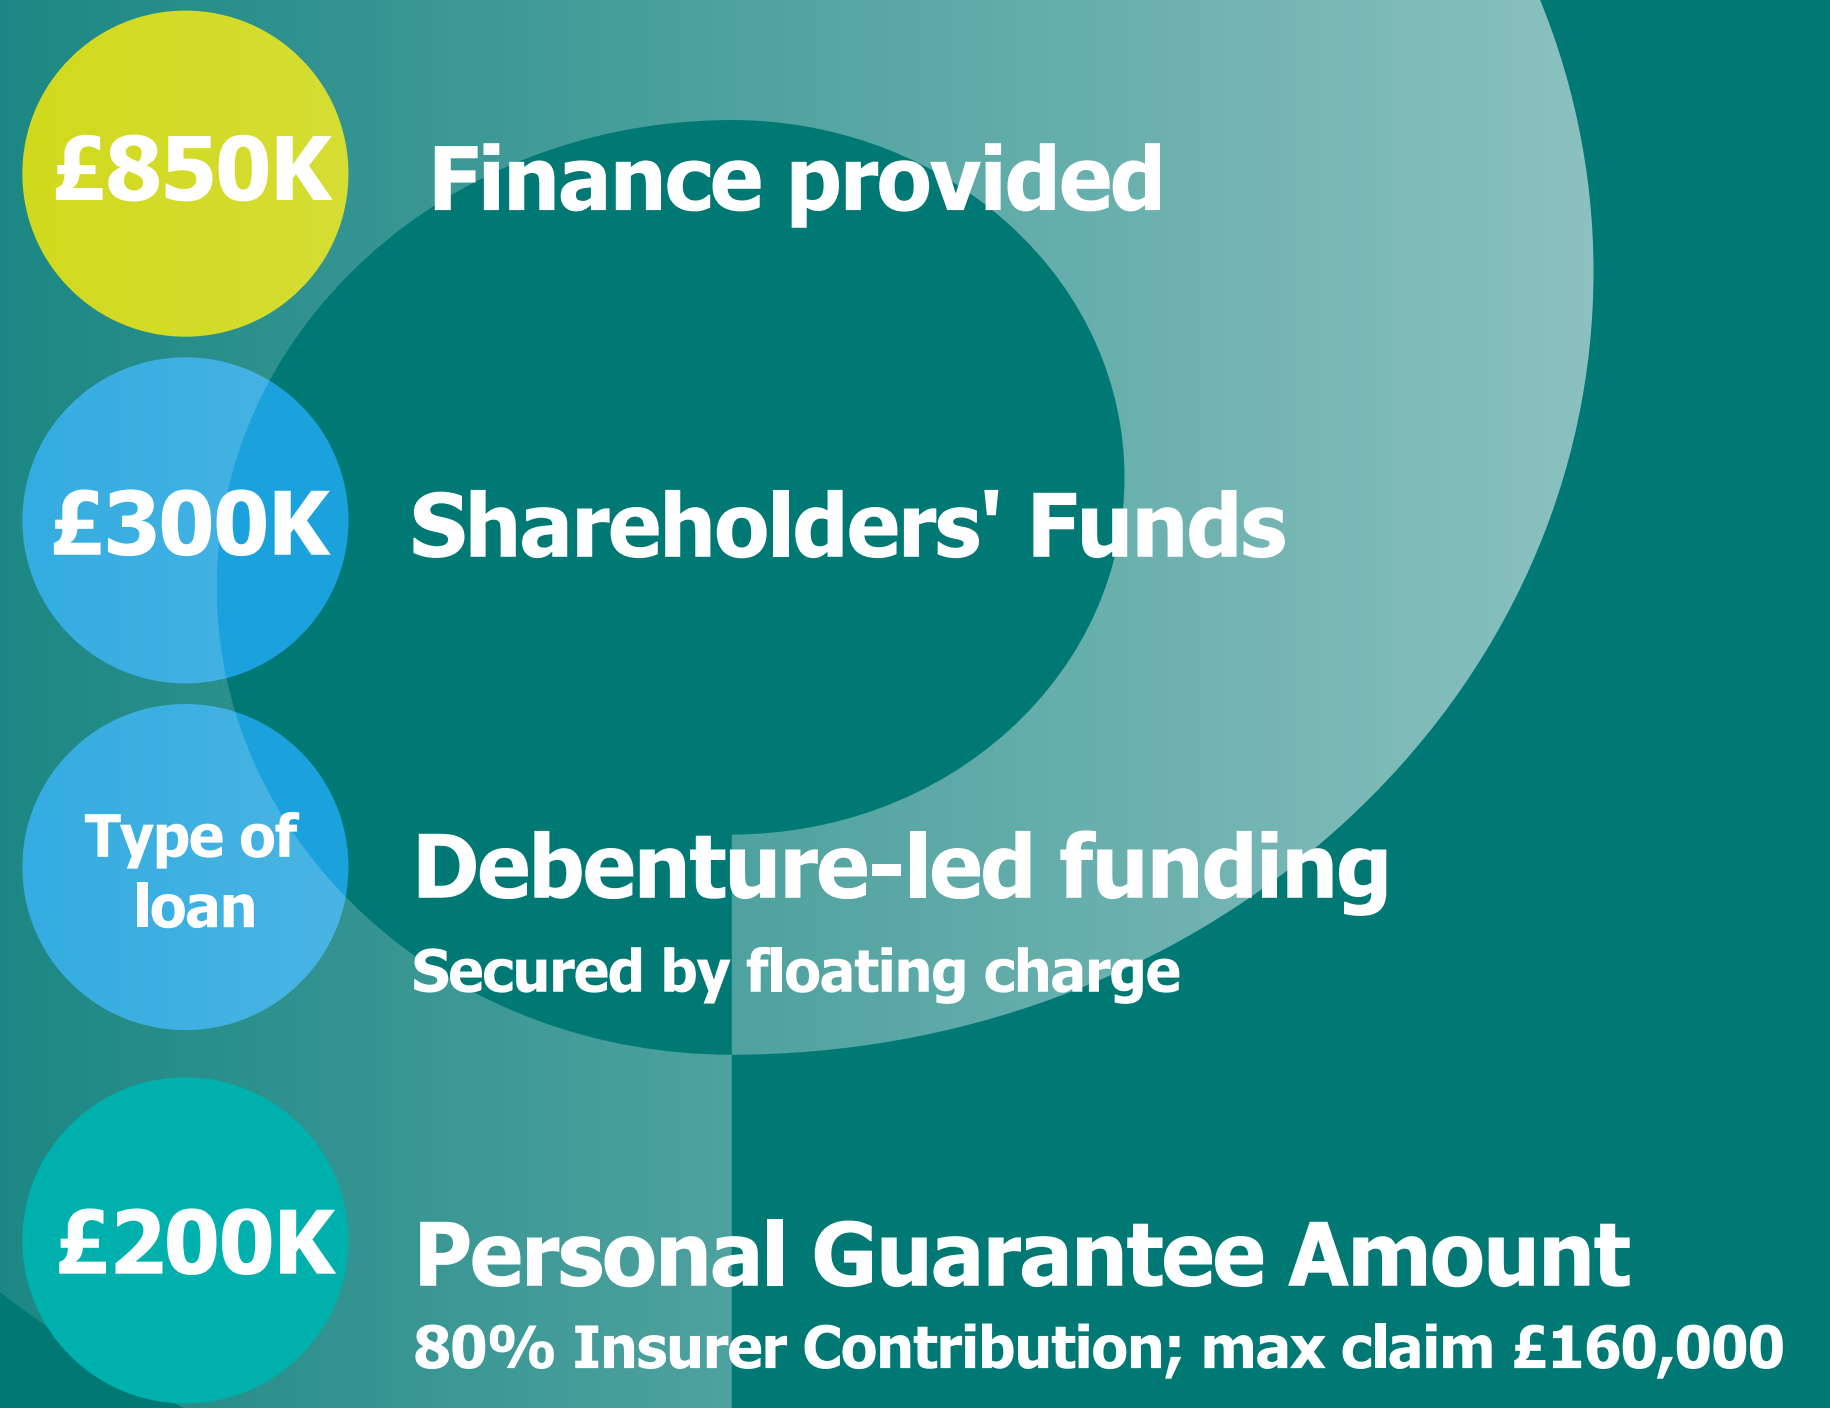 £850K
Finance provided
£300K
Shareholders' Funds
Type of
loan
Debenture-led funding
Secured by floating charge
£200K
Personal Guarantee Amount
80% Insurer Contribution; max claim £160,000